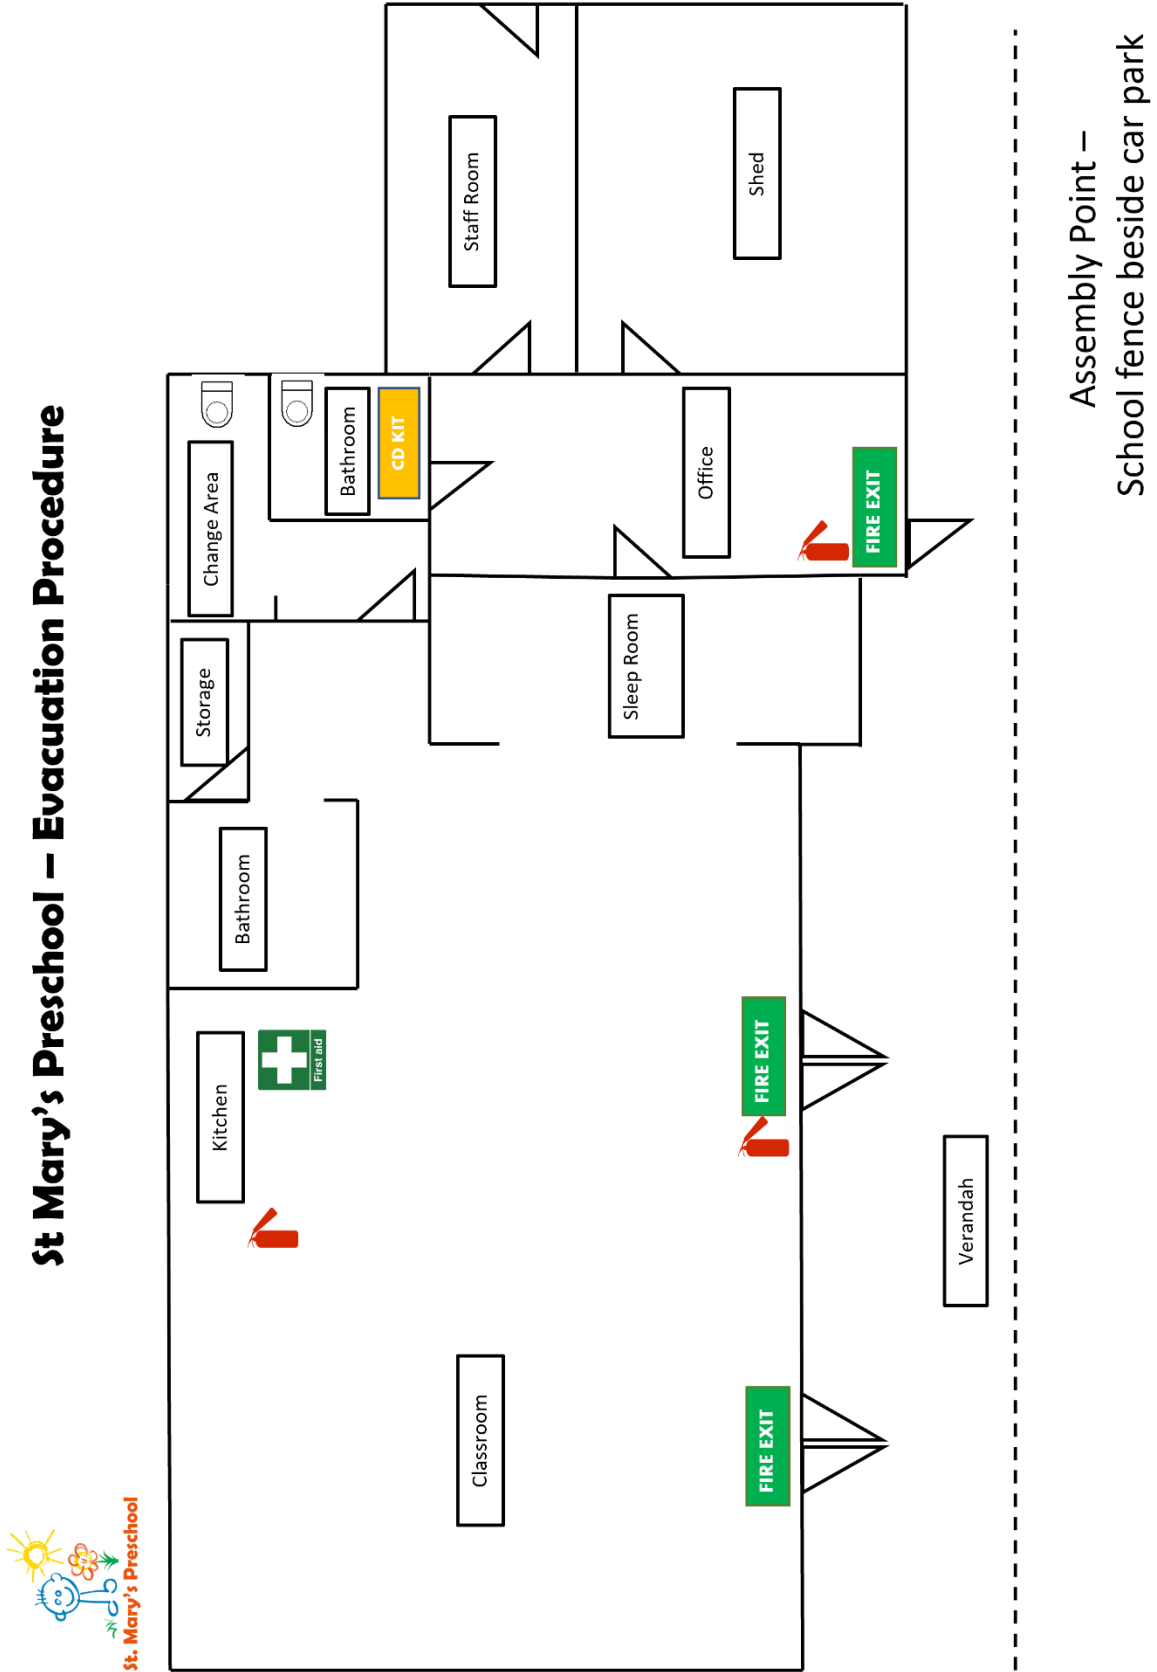 St Mary's Preschool – Evacuation Procedure
St. Mary's Preschool
Kitchen
First aid
Bathroom
Storage
Change Area
Bathroom
CD KIT
Staff Room
Shed
Classroom
Sleep Room
Office
FIRE EXIT
FIRE EXIT
FIRE EXIT
Verandah
Assembly Point –
School fence beside car park